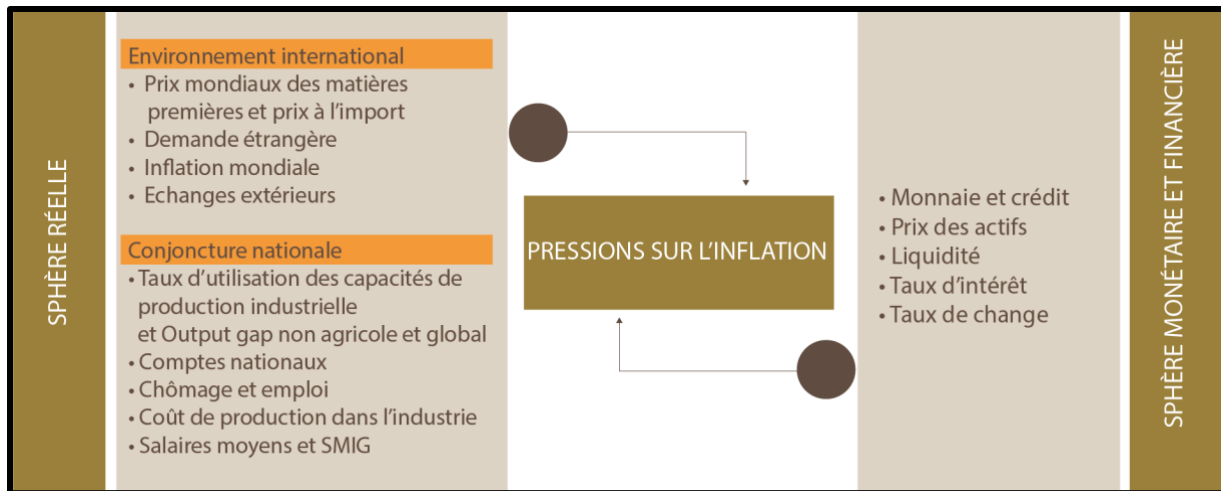 SPHÈRE RÉELLE
Environnement international
• Prix mondiaux des matières
premières et prix à l'import
• Demande étrangère
• Inflation mondiale
• Echanges extérieurs
Conjoncture nationale
• Taux d'utilisation des capacités de
production industrielle
et Output gap non agricole et global
• Comptes nationaux
• Chômage et emploi
• Coût de production dans l'industrie
• Salaires moyens et SMIG
PRESSIONS SUR L'INFLATION
• Monnaie et crédit
• Prix des actifs
• Liquidité
• Taux d'intérêt
• Taux de change
SPHÈRE MONÉTAIRE ET FINANCIÈRE